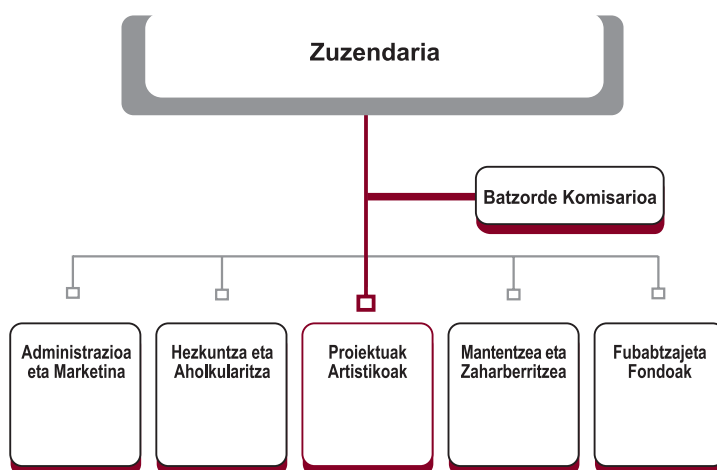 Zuzendaria
Batzorde Komisarioa
Administrazioa
eta Marketina
Hezkuntza eta
Aholkularitza
Proiektuak
Artistikoak
Mantentzea eta
Zaharberritzea
Fubabtzajeta
Fondoak